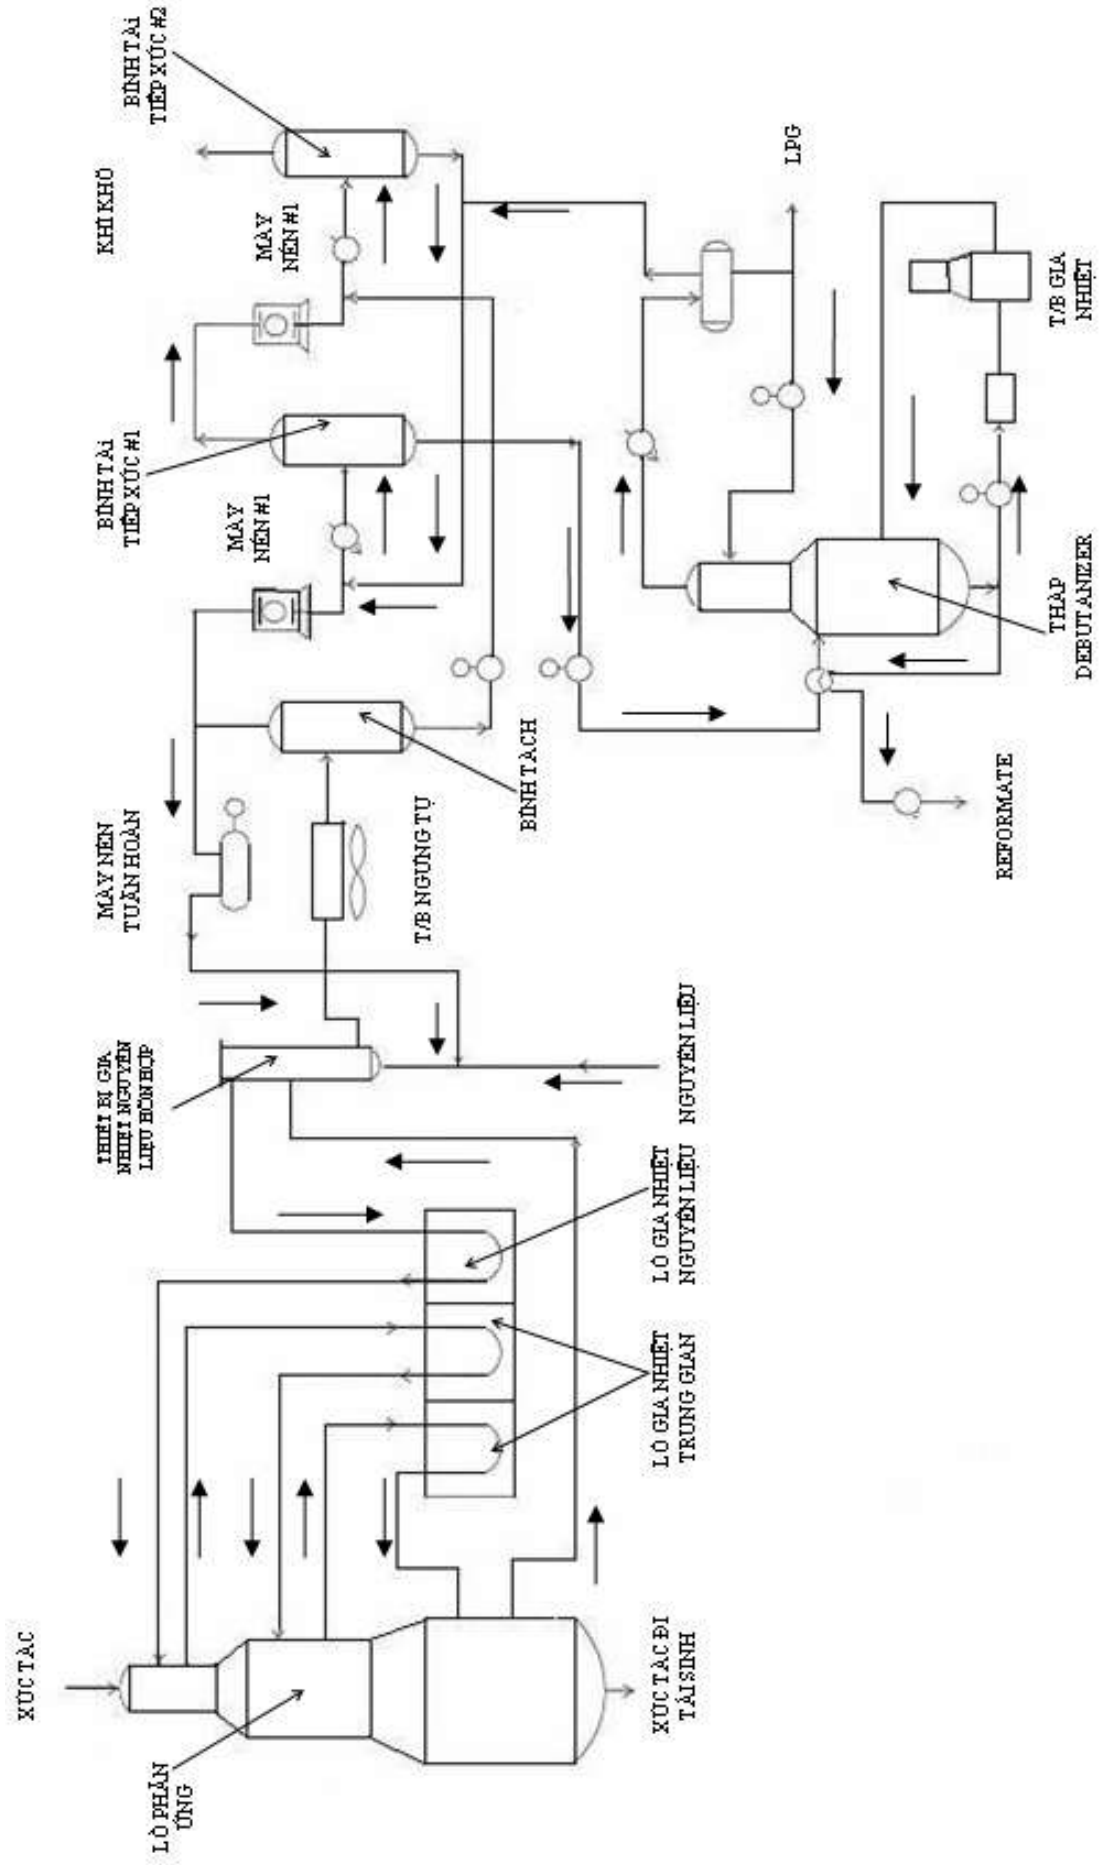 XÚC TÁC
LÒ PHẢN
ỨNG
THIẾT BỊ GIA
NHIỆT NGUYÊN
LIỆU HỖN HỢP
MÁY NÉN
TUẦN HOÀN
BÌNH TÁI
TIẾP XÚC #1
KHÍ KHÔ
BÌNH TÁI
TIẾP XÚC #2
MÁY
NÉN #1
MÁY
NÉN #1
T/B NGƯNG TỤ
BÌNH TÁCH
XÚC TÁC ĐI
TÁI SINH
LÒ GIA NHIỆT
TRUNG GIAN
LÒ GIA NHIỆT
NGUYÊN LIỆU
NGUYÊN LIỆU
LPG
REFORMATE
THÁP
DEBUTANIZER
T/B GIA
NHIỆT